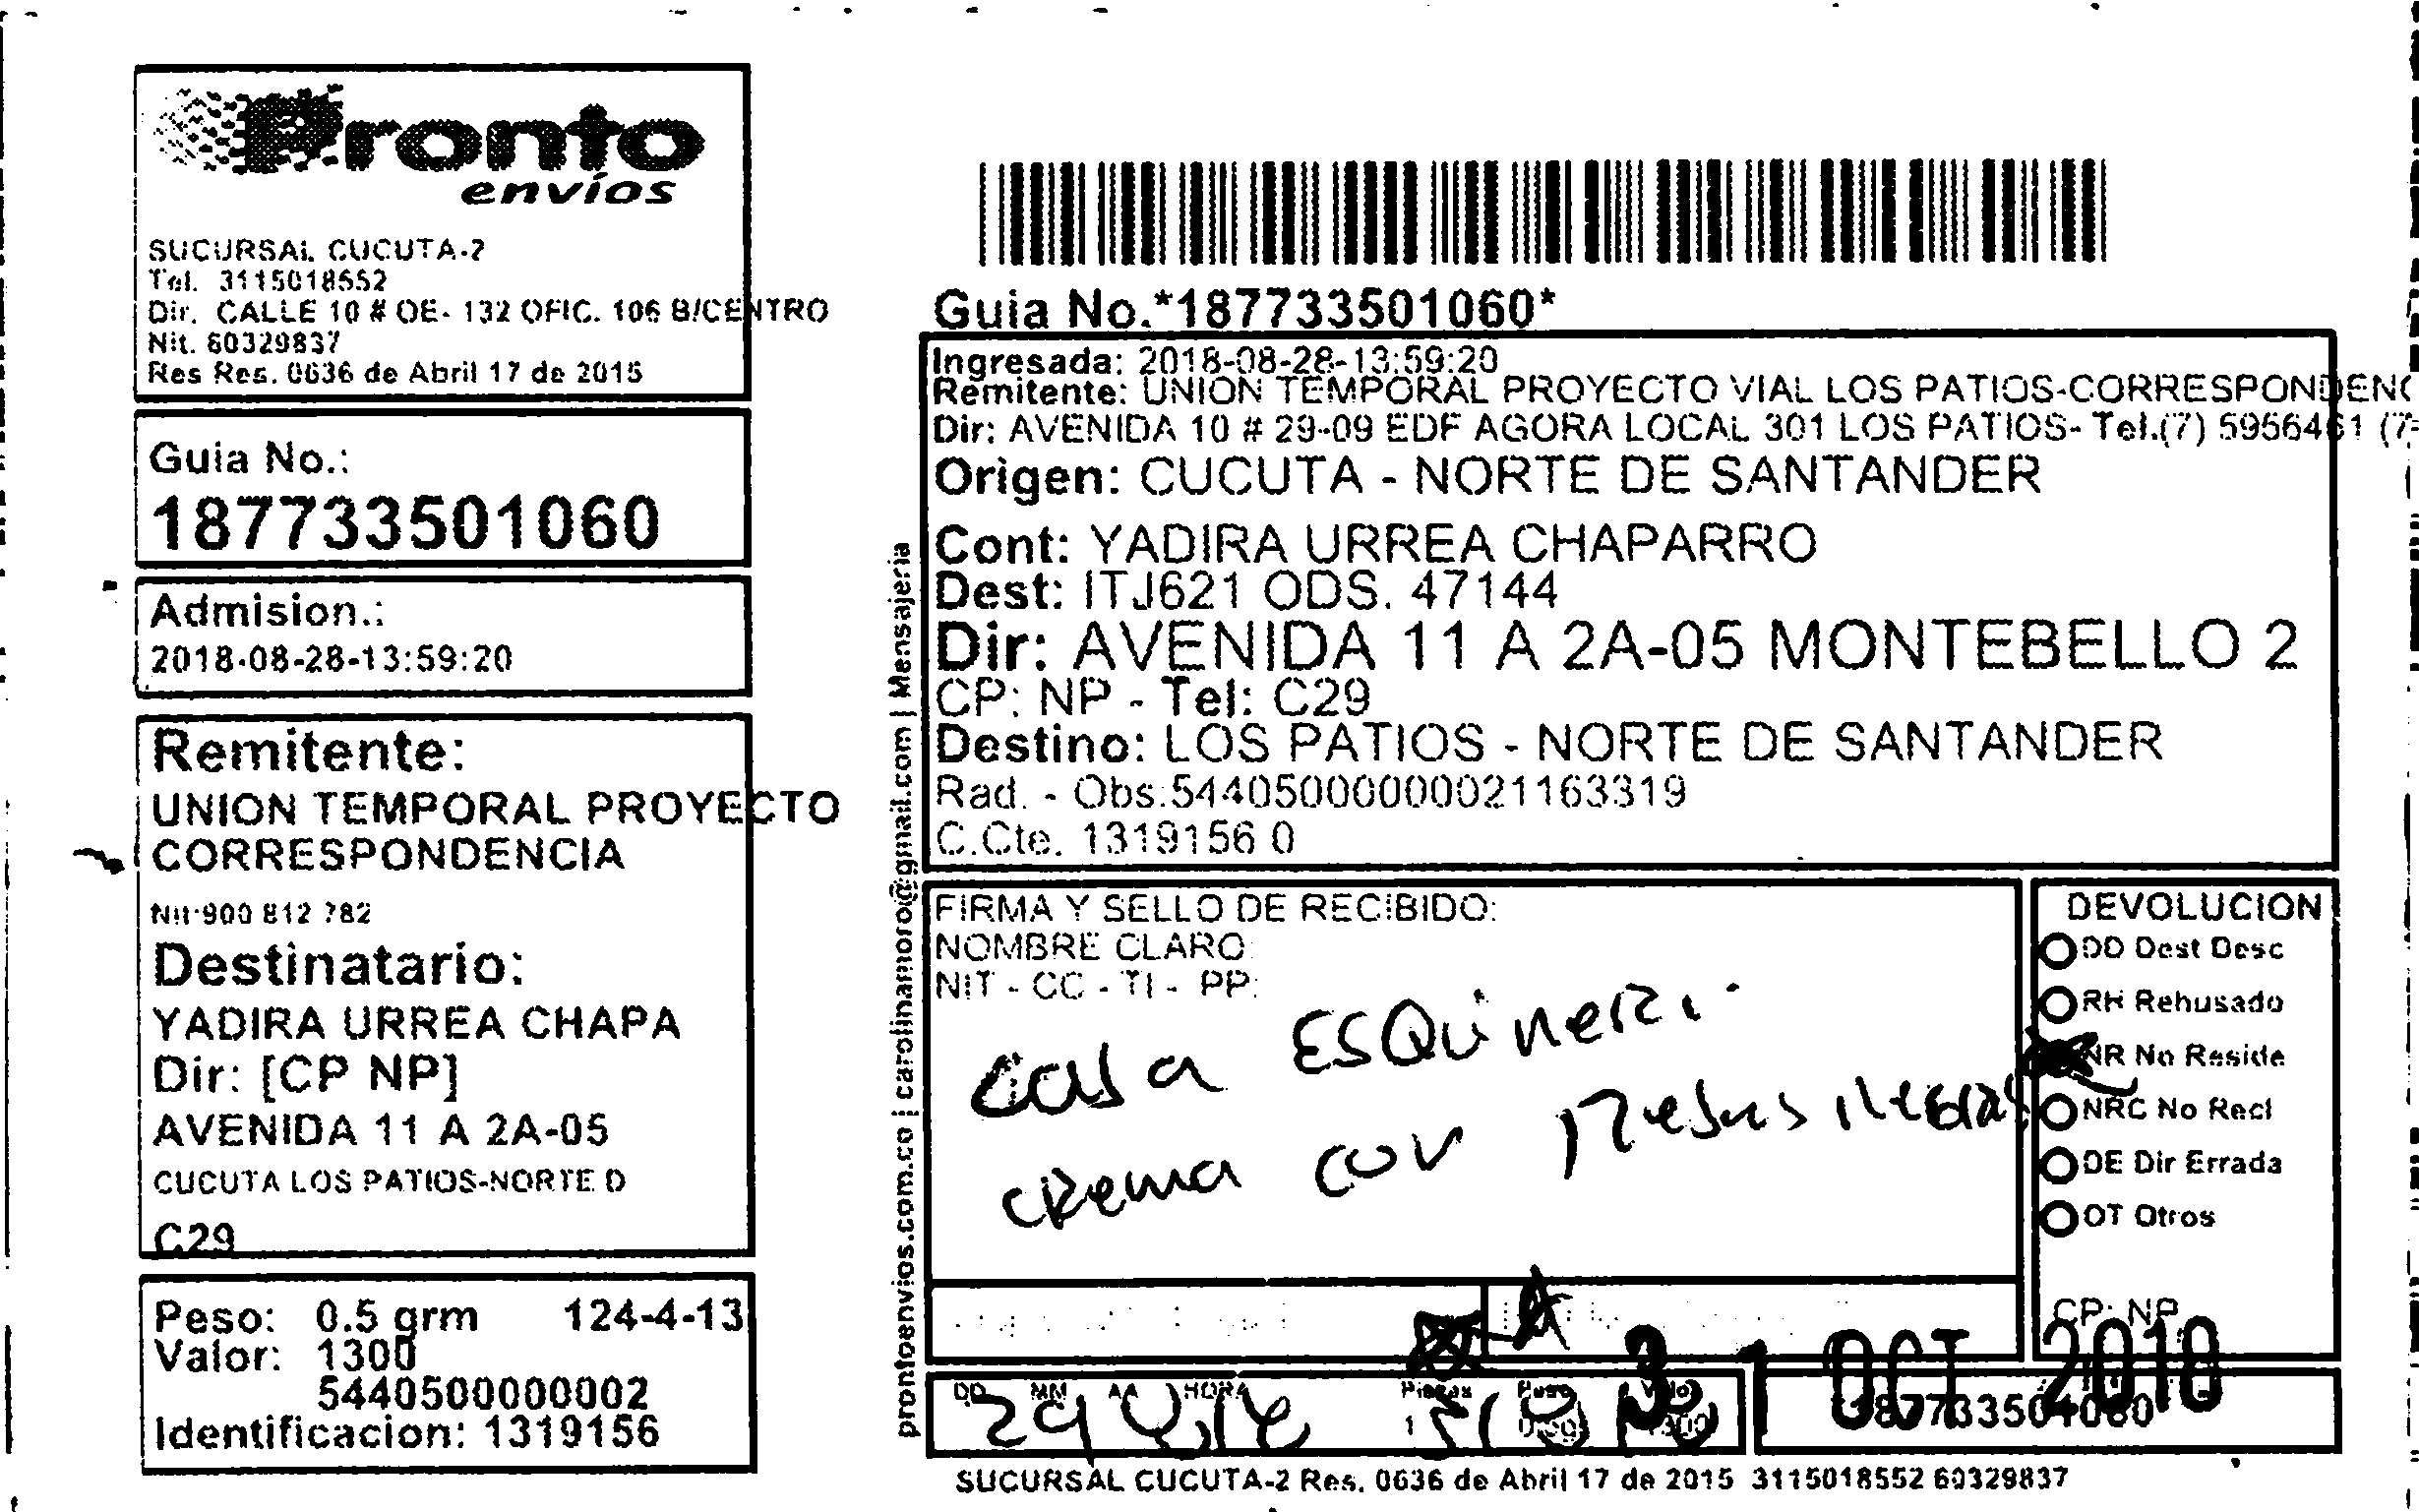 Pronto
envíos
SUCURSAL CUCUTA-2
Tel. 3115018552
Dir. CALLE 10 # OE- 132 OFIC. 106 B/CENTRO
Nit. 60329837
Res Res. 0636 de Abril 17 de 2015
Guia No.:
187733501060
Admision.:
2018-08-28-13:59:20
Remitente:
UNION TEMPORAL PROYECTO
CORRESPONDENCIA
Nit 900 812 782
Destinatario:
YADIRA URREA CHAPA
Dir: [CP NP]
AVENIDA 11 A 2A-05
CUCUTA LOS PATIOS-NORTE D
C29
Peso: 0.5 grm 124-4-13
Valor: 1300
5440500000002
Identificacion: 1319156
prontoenvios.com.co | carolinamoro@gmail.com | Mensajeria
Guia No.*187733501060*
Ingresada: 2018-08-28-13:59:20
Remitente: UNION TEMPORAL PROYECTO VIAL LOS PATIOS-CORRESPONDENC
Dir: AVENIDA 10 # 29-09 EDF AGORA LOCAL 301 LOS PATIOS- Tel.(7) 5956461 (7
Origen: CUCUTA - NORTE DE SANTANDER
Cont: YADIRA URREA CHAPARRO
Dest: ITJ621 ODS. 47144
Dir: AVENIDA 11 A 2A-05 MONTEBELLO 2
CP: NP - Tel: C29
Destino: LOS PATIOS - NORTE DE SANTANDER
Rad. - Obs:544050000000021163319
C.Cte. 1319156 0
FIRMA Y SELLO DE RECIBIDO:
NOMBRE CLARO:
NIT - CC - TI - PP:
casa ESQuinera
crema con rejas negras
DEVOLUCION
DD Dest Desc
RH Rehusado
NR No Reside
NRC No Recl
DE Dir Errada
OT Otros
CP: NP
31 OCT 2018
DD MM AA HORA Piezas Peso Valor
1
187733501060
SUCURSAL CUCUTA-2 Res. 0636 de Abril 17 de 2015 3115018552 60329837